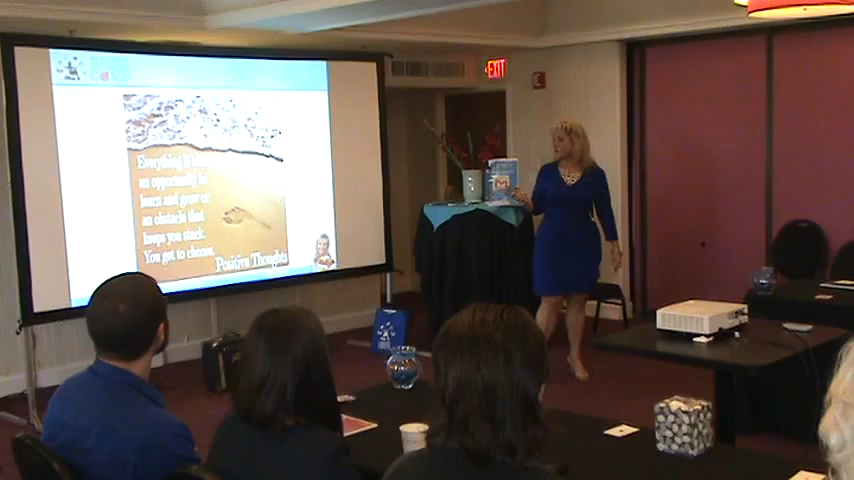 EXIT
Everything is
an opportunity to
learn and grow or
an obstacle that
keeps you stuck.
You get to choose.
Positive Thoughts